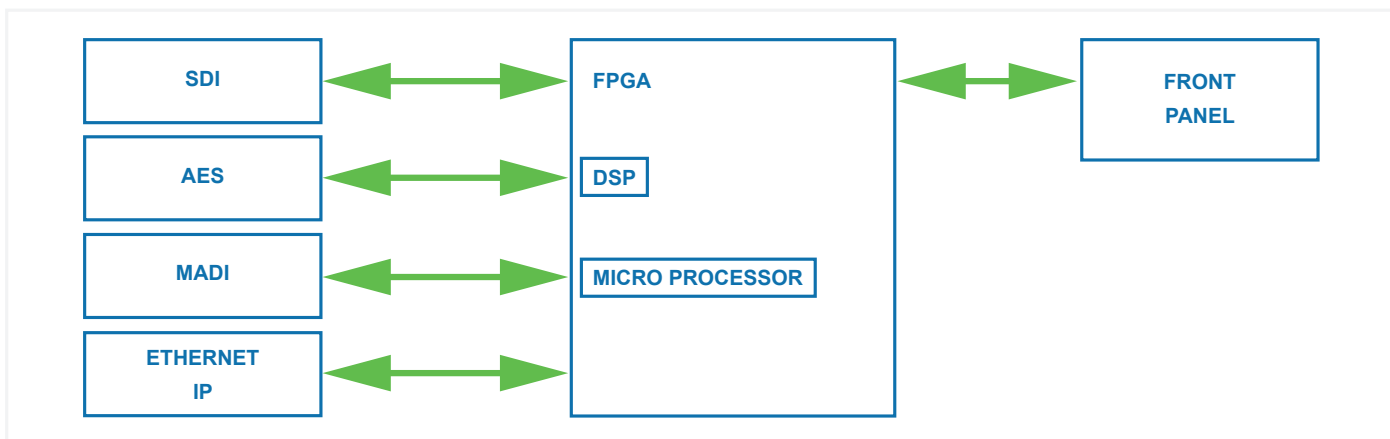 SDI
FPGA
FRONT
PANEL
AES
DSP
MADI
MICRO PROCESSOR
ETHERNET
IP